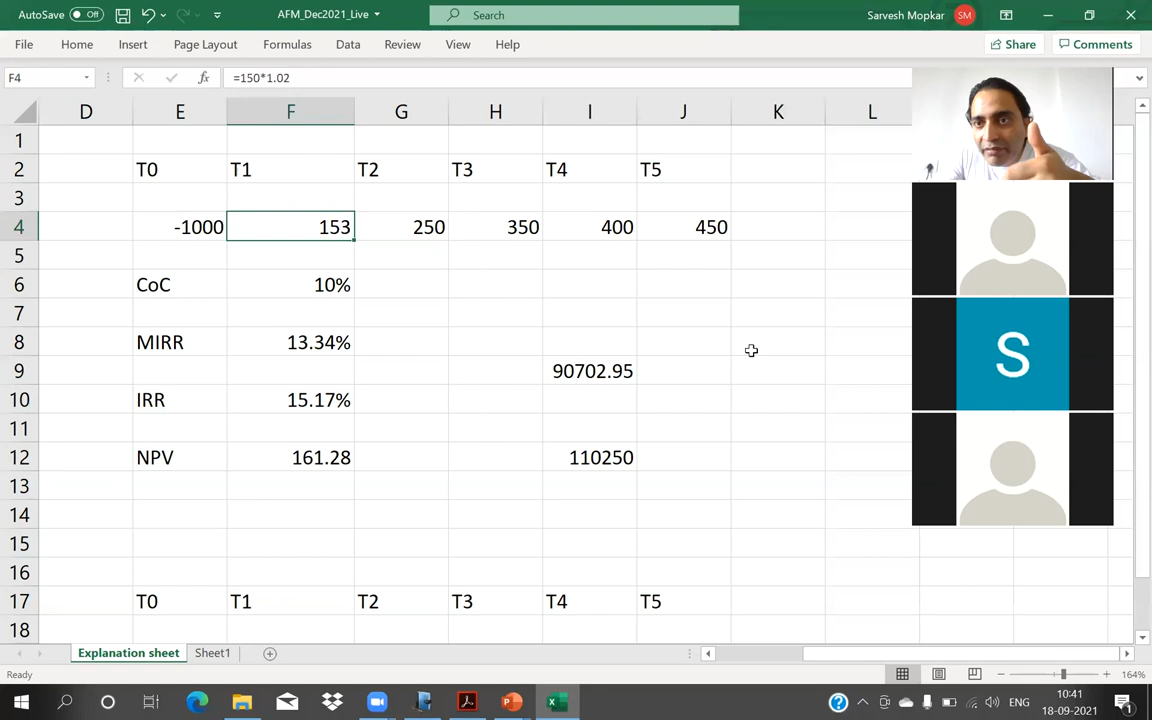 AutoSave Off AFM_Dec2021_Live Search Sarvesh Mopkar SM
File Home Insert Page Layout Formulas Data Review View Help Share Comments
F4 fx =150*1.02
D E F G H I J K L
1
2 T0 T1 T2 T3 T4 T5
3
4 -1000 153 250 350 400 450
5
6 CoC 10%
7
8 MIRR 13.34%
9 90702.95
10 IRR 15.17%
11
12 NPV 161.28 110250
13
14
15
16
17 T0 T1 T2 T3 T4 T5
18
S
Explanation sheet Sheet1
Ready 164%
ENG 10:41
18-09-2021 1